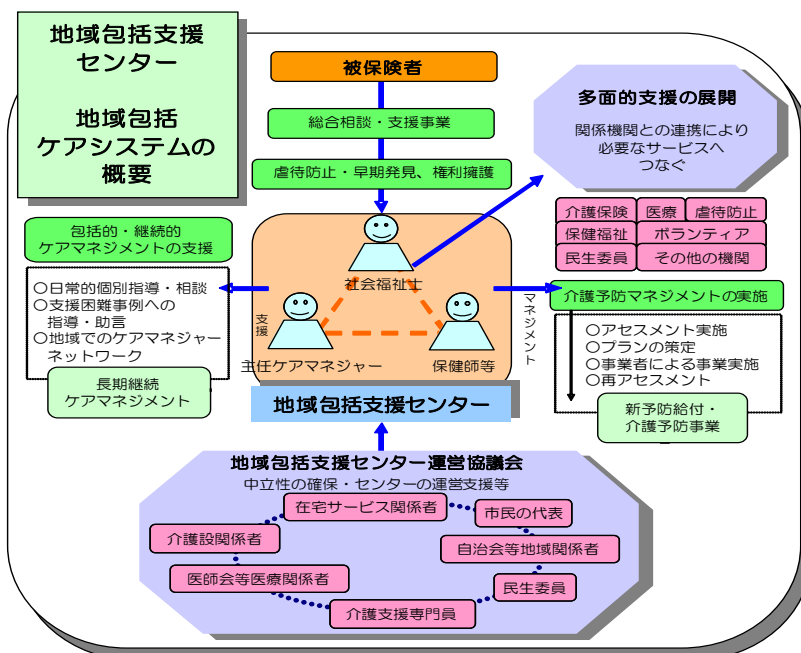 地域包括支援
センター
地域包括
ケアシステムの
概要
被保険者
総合相談・支援事業
虐待防止・早期発見、権利擁護
多面的支援の展開
関係機関との連携により
必要なサービスへ
つなぐ
介護保険
医療
虐待防止
保健福祉
ボランティア
民生委員
その他の機関
包括的・継続的
ケアマネジメントの支援
○日常的個別指導・相談
○支援困難事例への
指導・助言
○地域でのケアマネジャー
ネットワーク
長期継続
ケアマネジメント
社会福祉士
支援
主任ケアマネジャー
保健師等
マネジメント
地域包括支援センター
介護予防マネジメントの実施
○アセスメント実施
○プランの策定
○事業者による事業実施
○再アセスメント
新予防給付・
介護予防事業
地域包括支援センター運営協議会
中立性の確保・センターの運営支援等
在宅サービス関係者
市民の代表
介護設関係者
自治会等地域関係者
医師会等医療関係者
民生委員
介護支援専門員